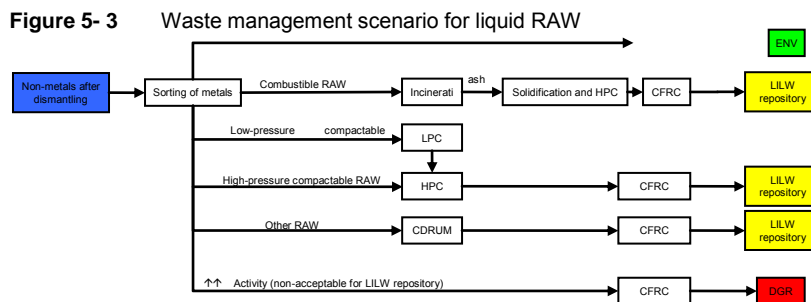 Figure 5- 3 Waste management scenario for liquid RAW
ENV
Non-metals after
dismantling
Sorting of metals
Combustible RAW
Incinerati
ash
Solidification and HPC
CFRC
LILW
repository
Low-pressure compactable
LPC
High-pressure compactable RAW
HPC
CFRC
LILW
repository
Other RAW
CDRUM
CFRC
LILW
repository
↑↑ Activity (non-acceptable for LILW repository)
CFRC
DGR